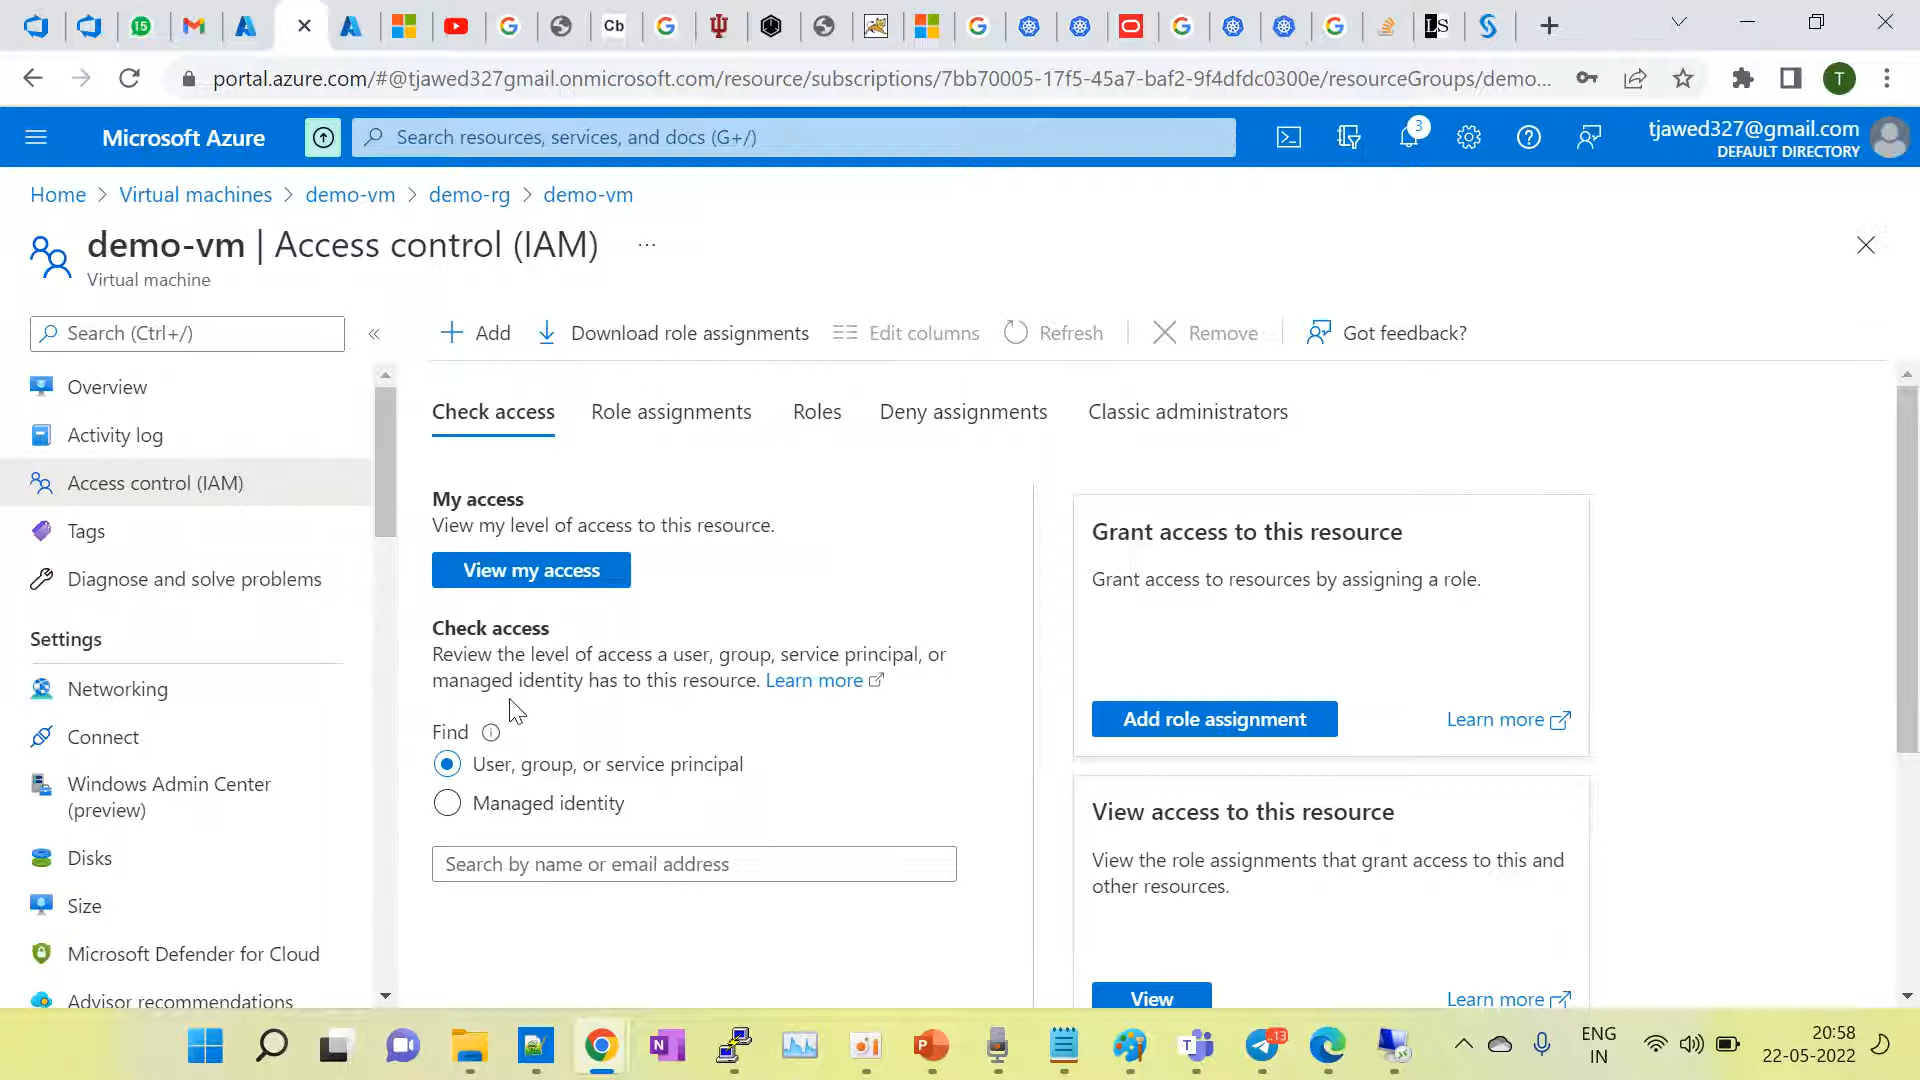 15
Cb
LS
portal.azure.com/#@tjawed327gmail.onmicrosoft.com/resource/subscriptions/7bb70005-17f5-45a7-baf2-9f4dfdc0300e/resourceGroups/demo...
T
Microsoft Azure
Search resources, services, and docs (G+/)
3
tjawed327@gmail.com
DEFAULT DIRECTORY
Home > Virtual machines > demo-vm > demo-rg > demo-vm
demo-vm | Access control (IAM) ...
Virtual machine
Search (Ctrl+/)
«
Add
Download role assignments
Edit columns
Refresh
Remove
Got feedback?
Overview
Activity log
Access control (IAM)
Tags
Diagnose and solve problems
Settings
Networking
Connect
Windows Admin Center
(preview)
Disks
Size
Microsoft Defender for Cloud
Advisor recommendations
Check access
Role assignments
Roles
Deny assignments
Classic administrators
My access
View my level of access to this resource.
View my access
Check access
Review the level of access a user, group, service principal, or
managed identity has to this resource. Learn more
Find
User, group, or service principal
Managed identity
Search by name or email address
Grant access to this resource
Grant access to resources by assigning a role.
Add role assignment
Learn more
View access to this resource
View the role assignments that grant access to this and
other resources.
View
Learn more
13
ENG
IN
20:58
22-05-2022